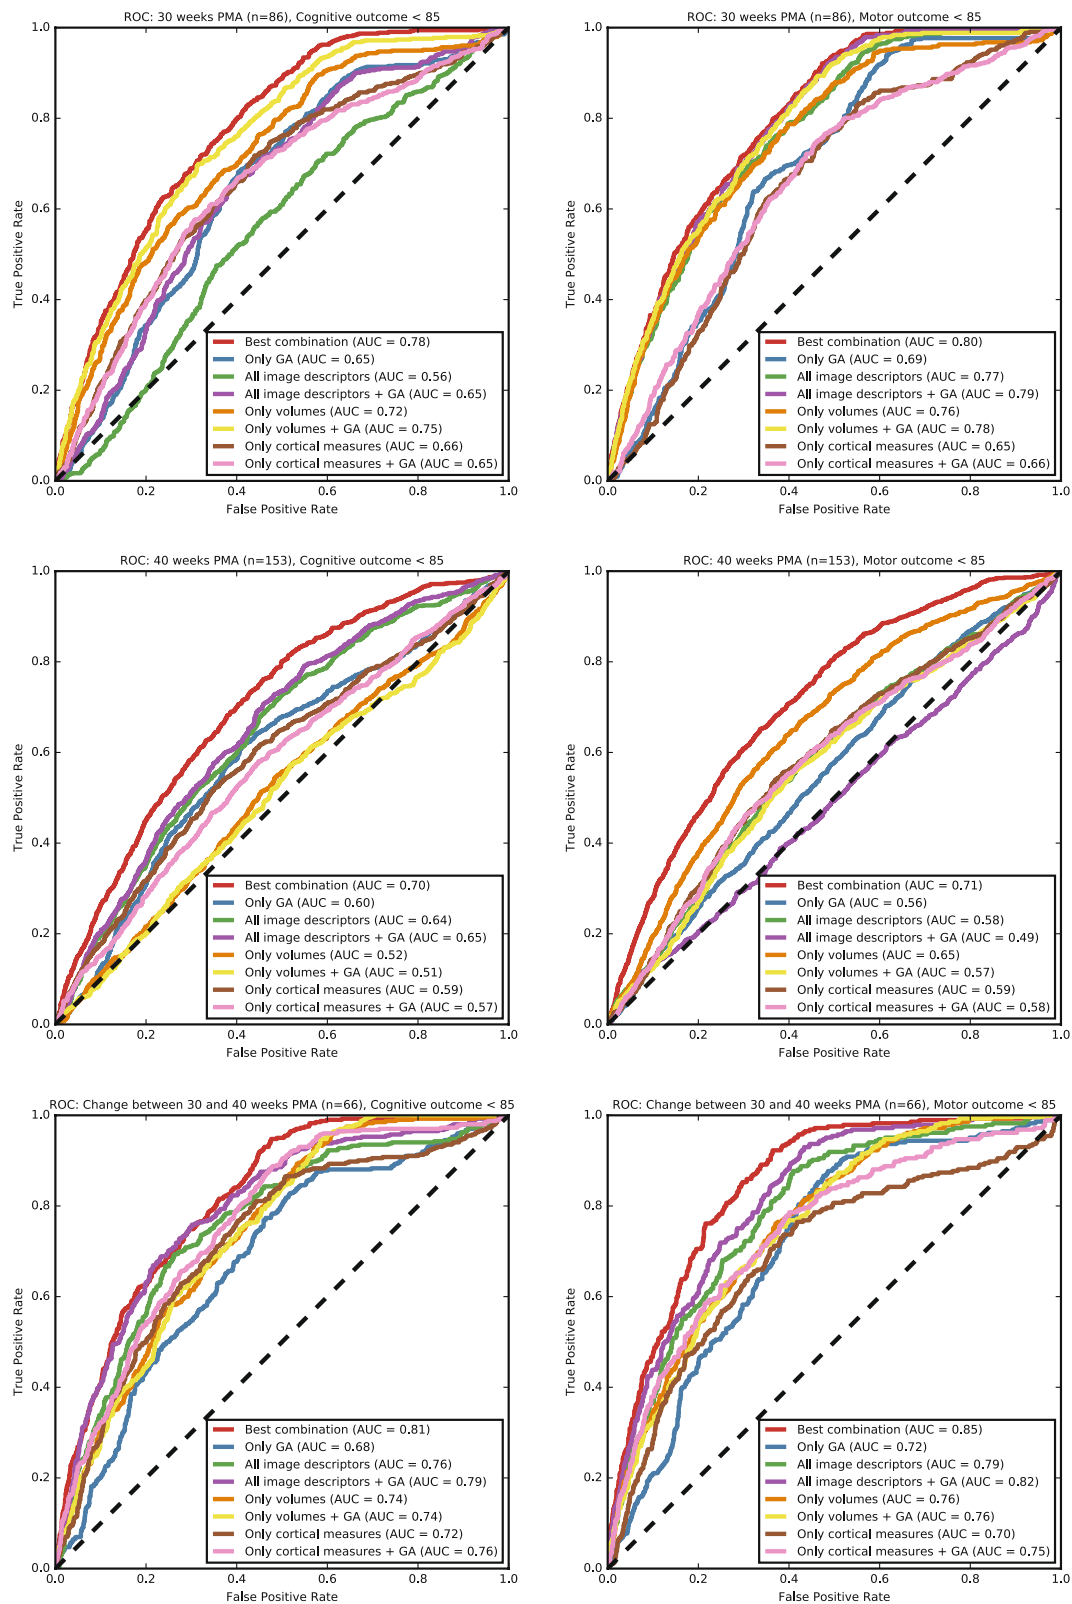 ROC: 30 weeks PMA (n=86), Cognitive outcome < 85
1.0
0.8
0.6
0.4
0.2
0.0
True Positive Rate
Best combination (AUC = 0.78)
Only GA (AUC = 0.65)
All image descriptors (AUC = 0.56)
All image descriptors + GA (AUC = 0.65)
Only volumes (AUC = 0.72)
Only volumes + GA (AUC = 0.75)
Only cortical measures (AUC = 0.66)
Only cortical measures + GA (AUC = 0.65)
0.0 0.2 0.4 0.6 0.8 1.0
False Positive Rate
ROC: 30 weeks PMA (n=86), Motor outcome < 85
1.0
0.8
0.6
0.4
0.2
0.0
True Positive Rate
Best combination (AUC = 0.80)
Only GA (AUC = 0.69)
All image descriptors (AUC = 0.77)
All image descriptors + GA (AUC = 0.79)
Only volumes (AUC = 0.76)
Only volumes + GA (AUC = 0.78)
Only cortical measures (AUC = 0.65)
Only cortical measures + GA (AUC = 0.66)
0.0 0.2 0.4 0.6 0.8 1.0
False Positive Rate
ROC: 40 weeks PMA (n=153), Cognitive outcome < 85
1.0
0.8
0.6
0.4
0.2
0.0
True Positive Rate
Best combination (AUC = 0.70)
Only GA (AUC = 0.60)
All image descriptors (AUC = 0.64)
All image descriptors + GA (AUC = 0.65)
Only volumes (AUC = 0.52)
Only volumes + GA (AUC = 0.51)
Only cortical measures (AUC = 0.59)
Only cortical measures + GA (AUC = 0.57)
0.0 0.2 0.4 0.6 0.8 1.0
False Positive Rate
ROC: 40 weeks PMA (n=153), Motor outcome < 85
1.0
0.8
0.6
0.4
0.2
0.0
True Positive Rate
Best combination (AUC = 0.71)
Only GA (AUC = 0.56)
All image descriptors (AUC = 0.58)
All image descriptors + GA (AUC = 0.49)
Only volumes (AUC = 0.65)
Only volumes + GA (AUC = 0.57)
Only cortical measures (AUC = 0.59)
Only cortical measures + GA (AUC = 0.58)
0.0 0.2 0.4 0.6 0.8 1.0
False Positive Rate
ROC: Change between 30 and 40 weeks PMA (n=66), Cognitive outcome < 85
1.0
0.8
0.6
0.4
0.2
0.0
True Positive Rate
Best combination (AUC = 0.81)
Only GA (AUC = 0.68)
All image descriptors (AUC = 0.76)
All image descriptors + GA (AUC = 0.79)
Only volumes (AUC = 0.74)
Only volumes + GA (AUC = 0.74)
Only cortical measures (AUC = 0.72)
Only cortical measures + GA (AUC = 0.76)
0.0 0.2 0.4 0.6 0.8 1.0
False Positive Rate
ROC: Change between 30 and 40 weeks PMA (n=66), Motor outcome < 85
1.0
0.8
0.6
0.4
0.2
0.0
True Positive Rate
Best combination (AUC = 0.85)
Only GA (AUC = 0.72)
All image descriptors (AUC = 0.79)
All image descriptors + GA (AUC = 0.82)
Only volumes (AUC = 0.76)
Only volumes + GA (AUC = 0.76)
Only cortical measures (AUC = 0.70)
Only cortical measures + GA (AUC = 0.75)
0.0 0.2 0.4 0.6 0.8 1.0
False Positive Rate